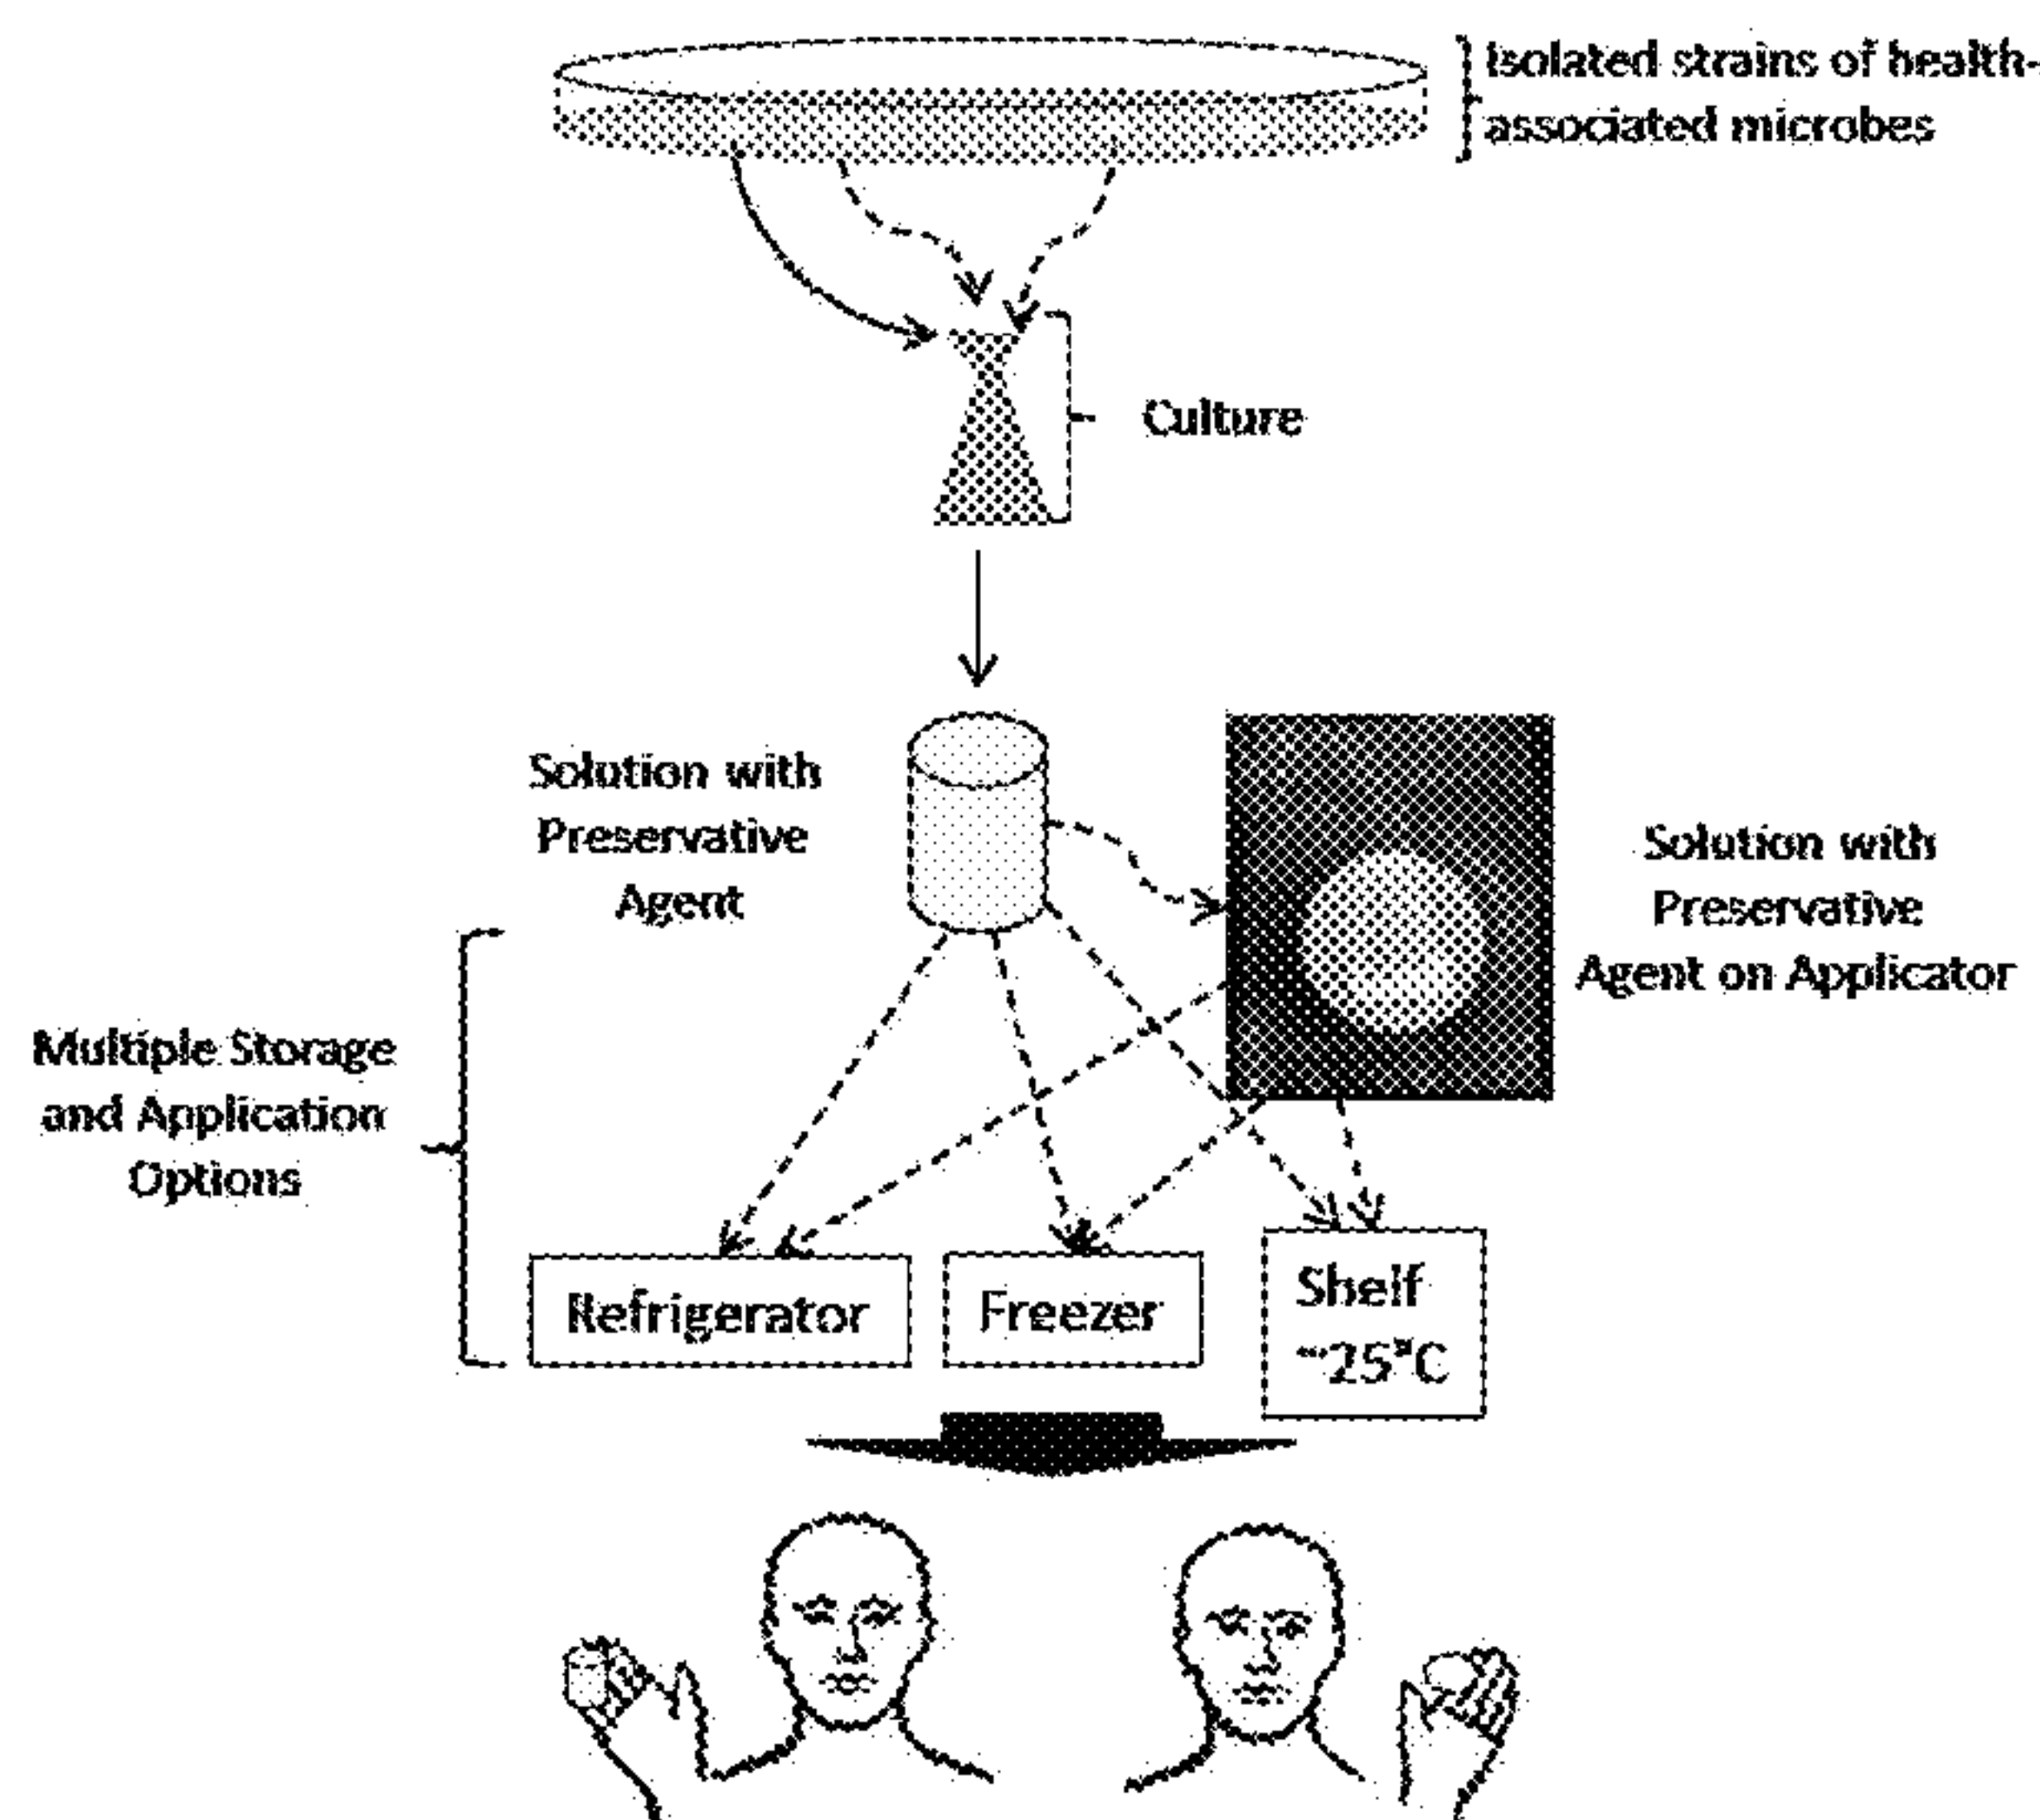 Isolated strains of health-
associated microbes
Culture
Solution with
Preservative
Agent
Solution with
Preservative
Agent on Applicator
Multiple Storage
and Application
Options
Refrigerator
Freezer
Shelf
~25°C